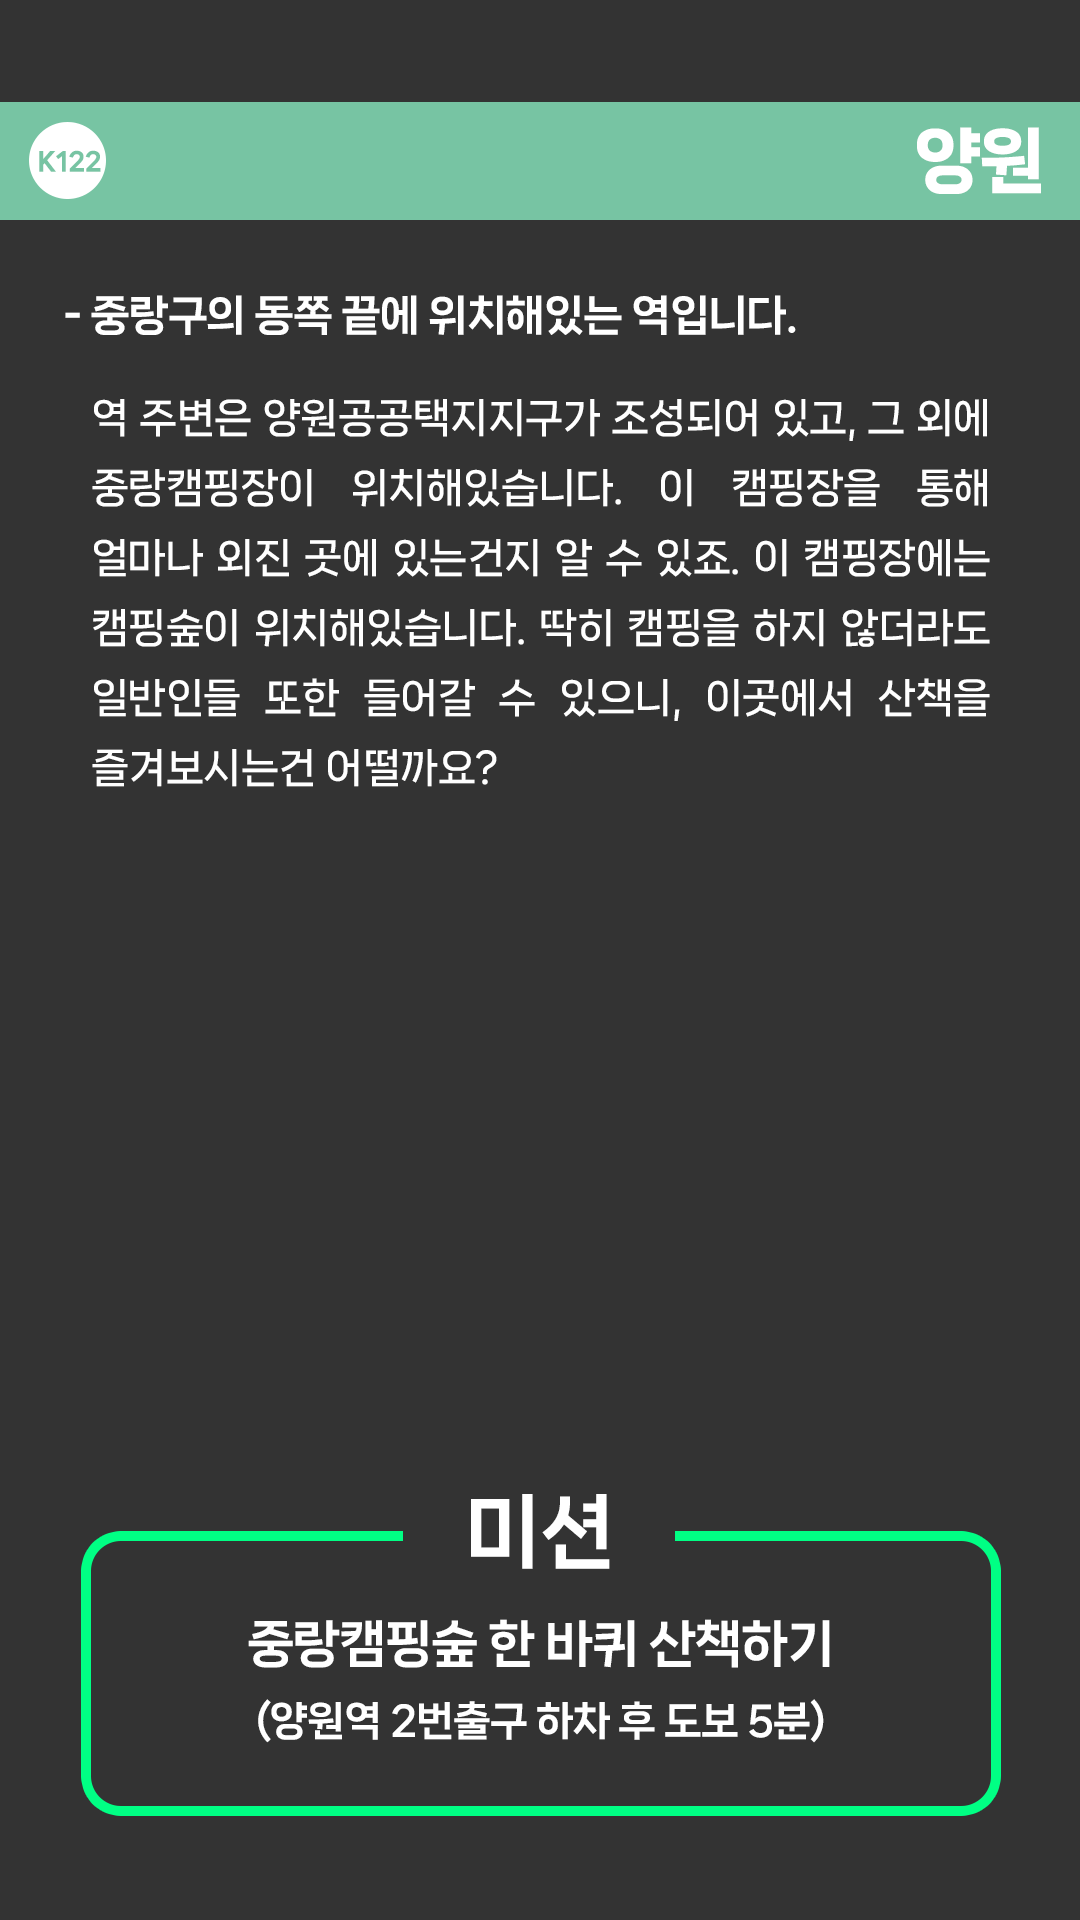 K122
양원
- 중랑구의 동쪽 끝에 위치해있는 역입니다.
역 주변은 양원공공택지지구가 조성되어 있고, 그 외에
중랑캠핑장이 위치해있습니다. 이 캠핑장을 통해
얼마나 외진 곳에 있는건지 알 수 있죠. 이 캠핑장에는
캠핑숲이 위치해있습니다. 딱히 캠핑을 하지 않더라도
일반인들 또한 들어갈 수 있으니, 이곳에서 산책을
즐겨보시는건 어떨까요?
미션
중랑캠핑숲 한 바퀴 산책하기
(양원역 2번출구 하차 후 도보 5분)